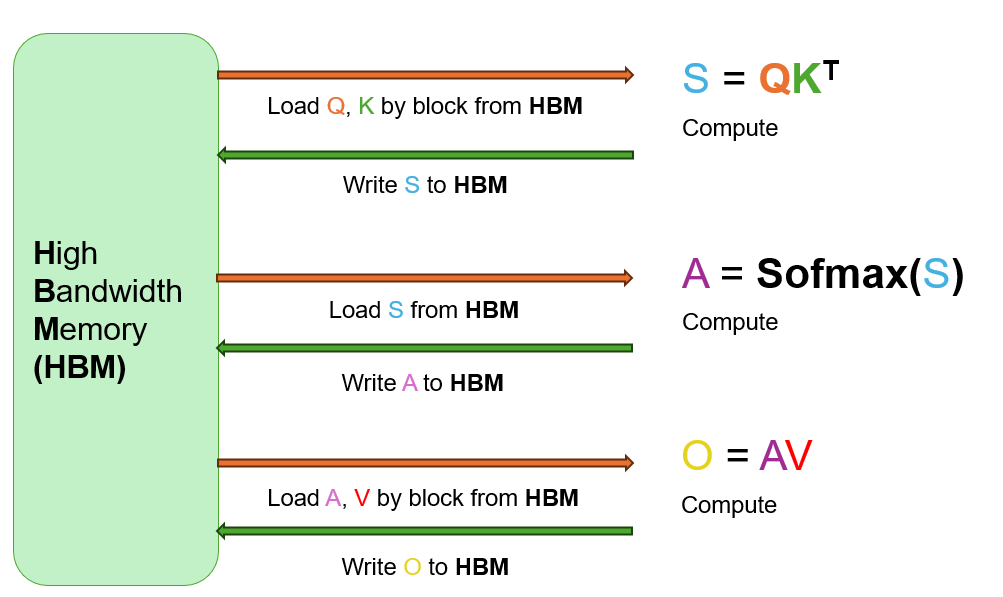 S = QKᵀ
Load Q, K by block from HBM
Compute
Write S to HBM
High
Bandwidth
Memory
(HBM)
A = Sofmax(S)
Load S from HBM
Compute
Write A to HBM
O = AV
Load A, V by block from HBM
Compute
Write O to HBM